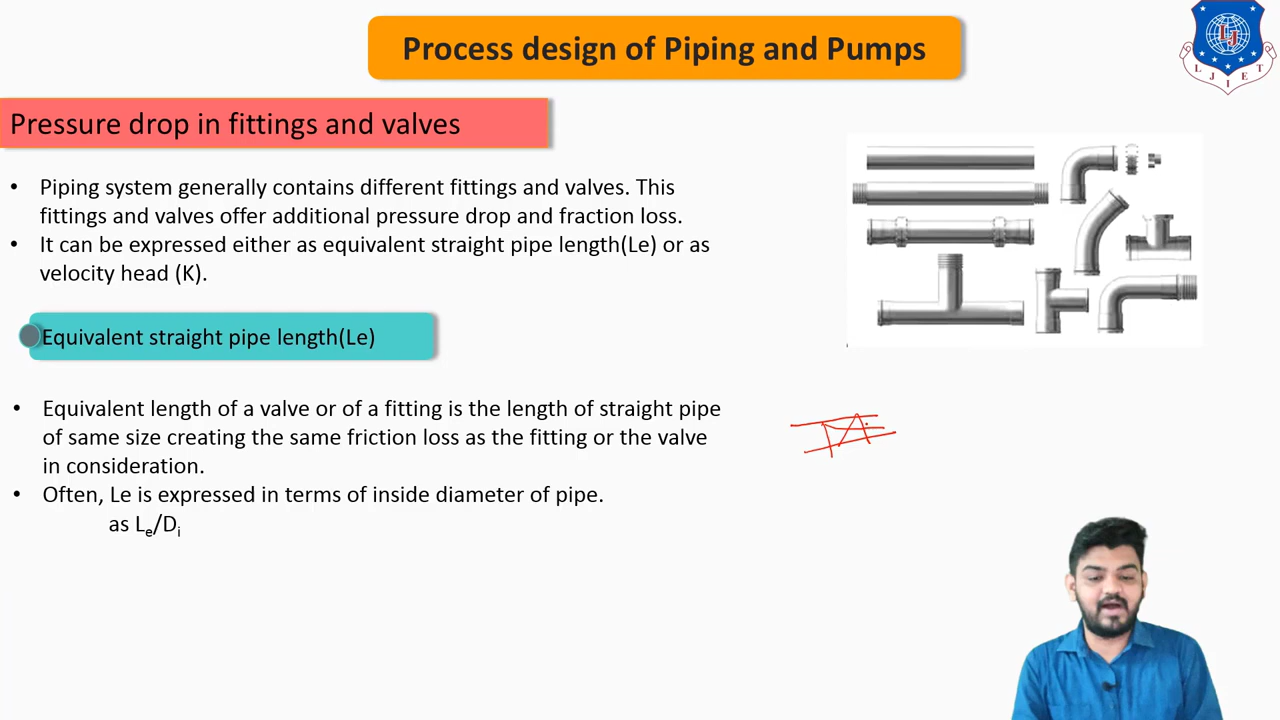 Process design of Piping and Pumps
L J I E T
Pressure drop in fittings and valves
• Piping system generally contains different fittings and valves. This
fittings and valves offer additional pressure drop and fraction loss.
• It can be expressed either as equivalent straight pipe length(Le) or as
velocity head (K).
Equivalent straight pipe length(Le)
• Equivalent length of a valve or of a fitting is the length of straight pipe
of same size creating the same friction loss as the fitting or the valve
in consideration.
• Often, Le is expressed in terms of inside diameter of pipe.
as Lₑ/Dᵢ